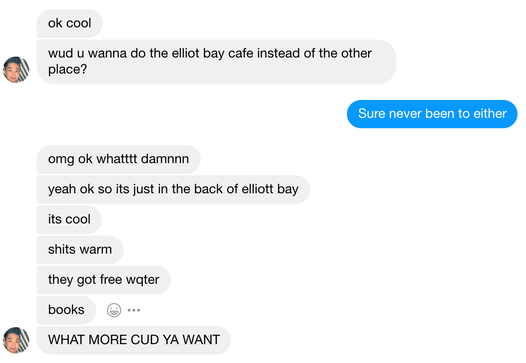 ok cool
wud u wanna do the elliot bay cafe instead of the other
place?
Sure never been to either
omg ok whatttt damnnn
yeah ok so its just in the back of elliott bay
its cool
shits warm
they got free wqter
books
WHAT MORE CUD YA WANT